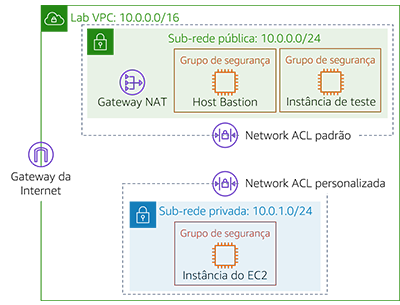 Lab VPC: 10.0.0.0/16
Sub-rede pública: 10.0.0.0/24
Grupo de segurança
Grupo de segurança
Gateway NAT
Host Bastion
Instância de teste
Network ACL padrão
Gateway da
Internet
Network ACL personalizada
Sub-rede privada: 10.0.1.0/24
Grupo de segurança
Instância do EC2